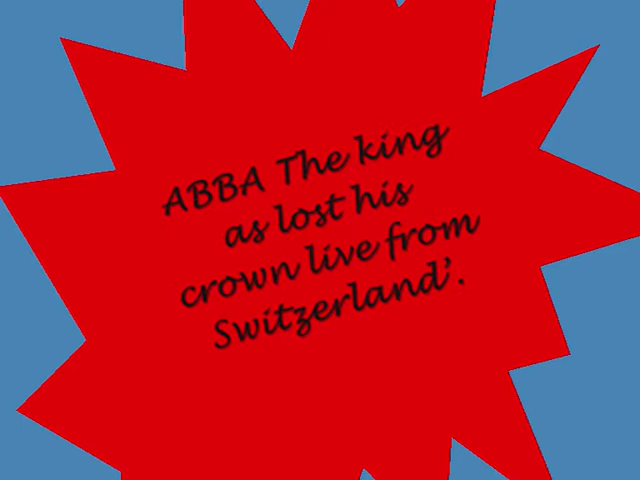 ABBA The king
as lost his
crown live from
Switzerland'.